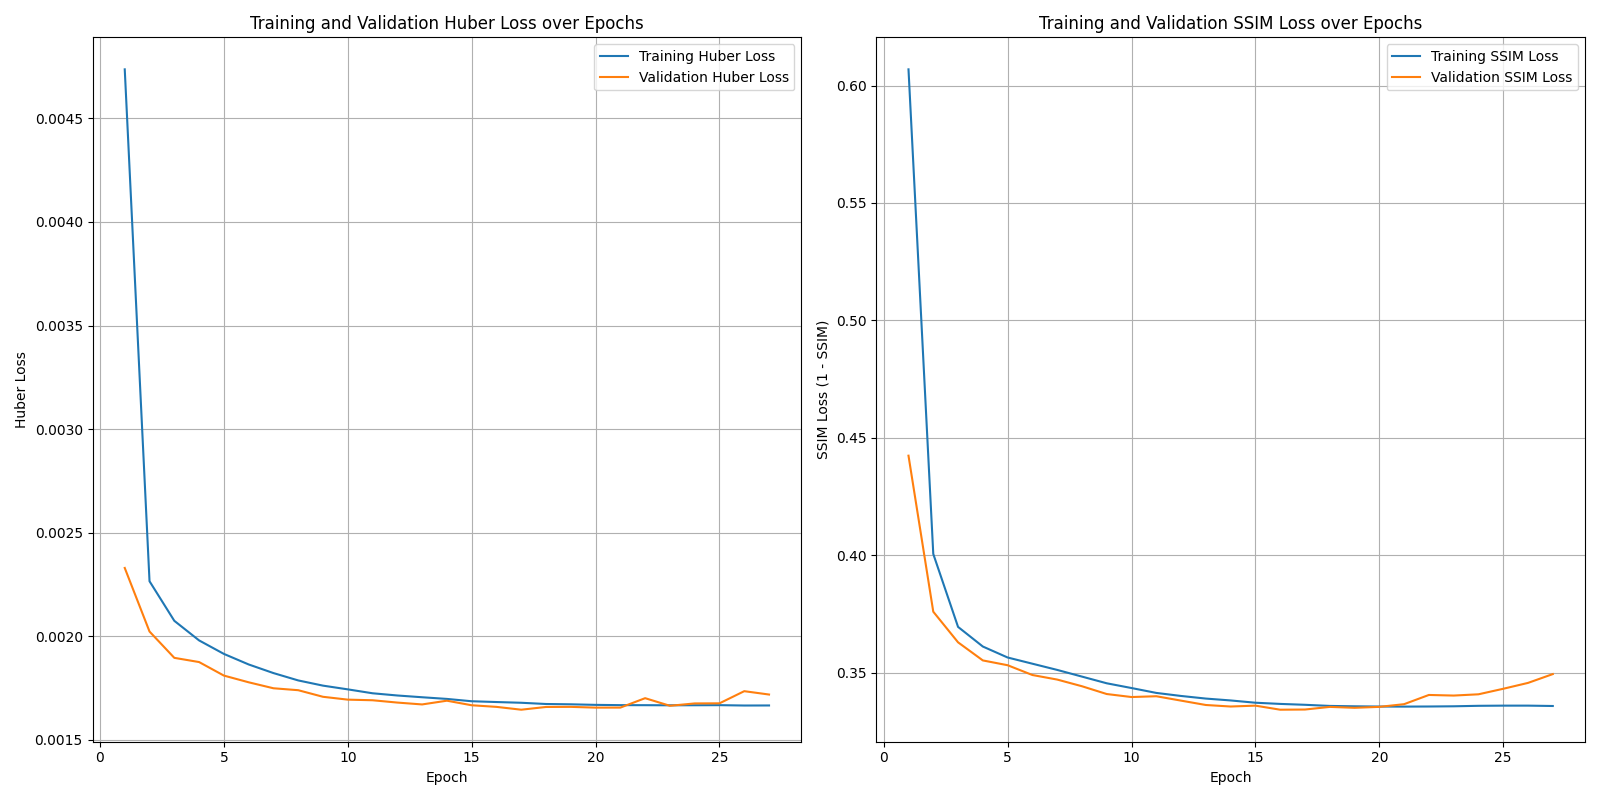 Training and Validation Huber Loss over Epochs
Training Huber Loss
Validation Huber Loss
0.0045
0.0040
0.0035
0.0030
0.0025
0.0020
0.0015
Huber Loss
0
5
10
15
20
25
Epoch
Training and Validation SSIM Loss over Epochs
Training SSIM Loss
Validation SSIM Loss
0.60
0.55
0.50
0.45
0.40
0.35
SSIM Loss (1 - SSIM)
0
5
10
15
20
25
Epoch